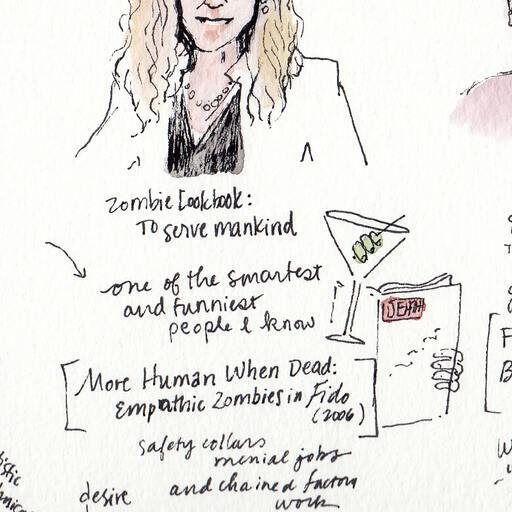 Zombie Cookbook:
To serve mankind
one of the smartest
and funniest
people I know
DEATH
More Human When Dead:
Empathic Zombies in Fido
(2006)
safety collars
menial jobs
and chained factory
work
desire